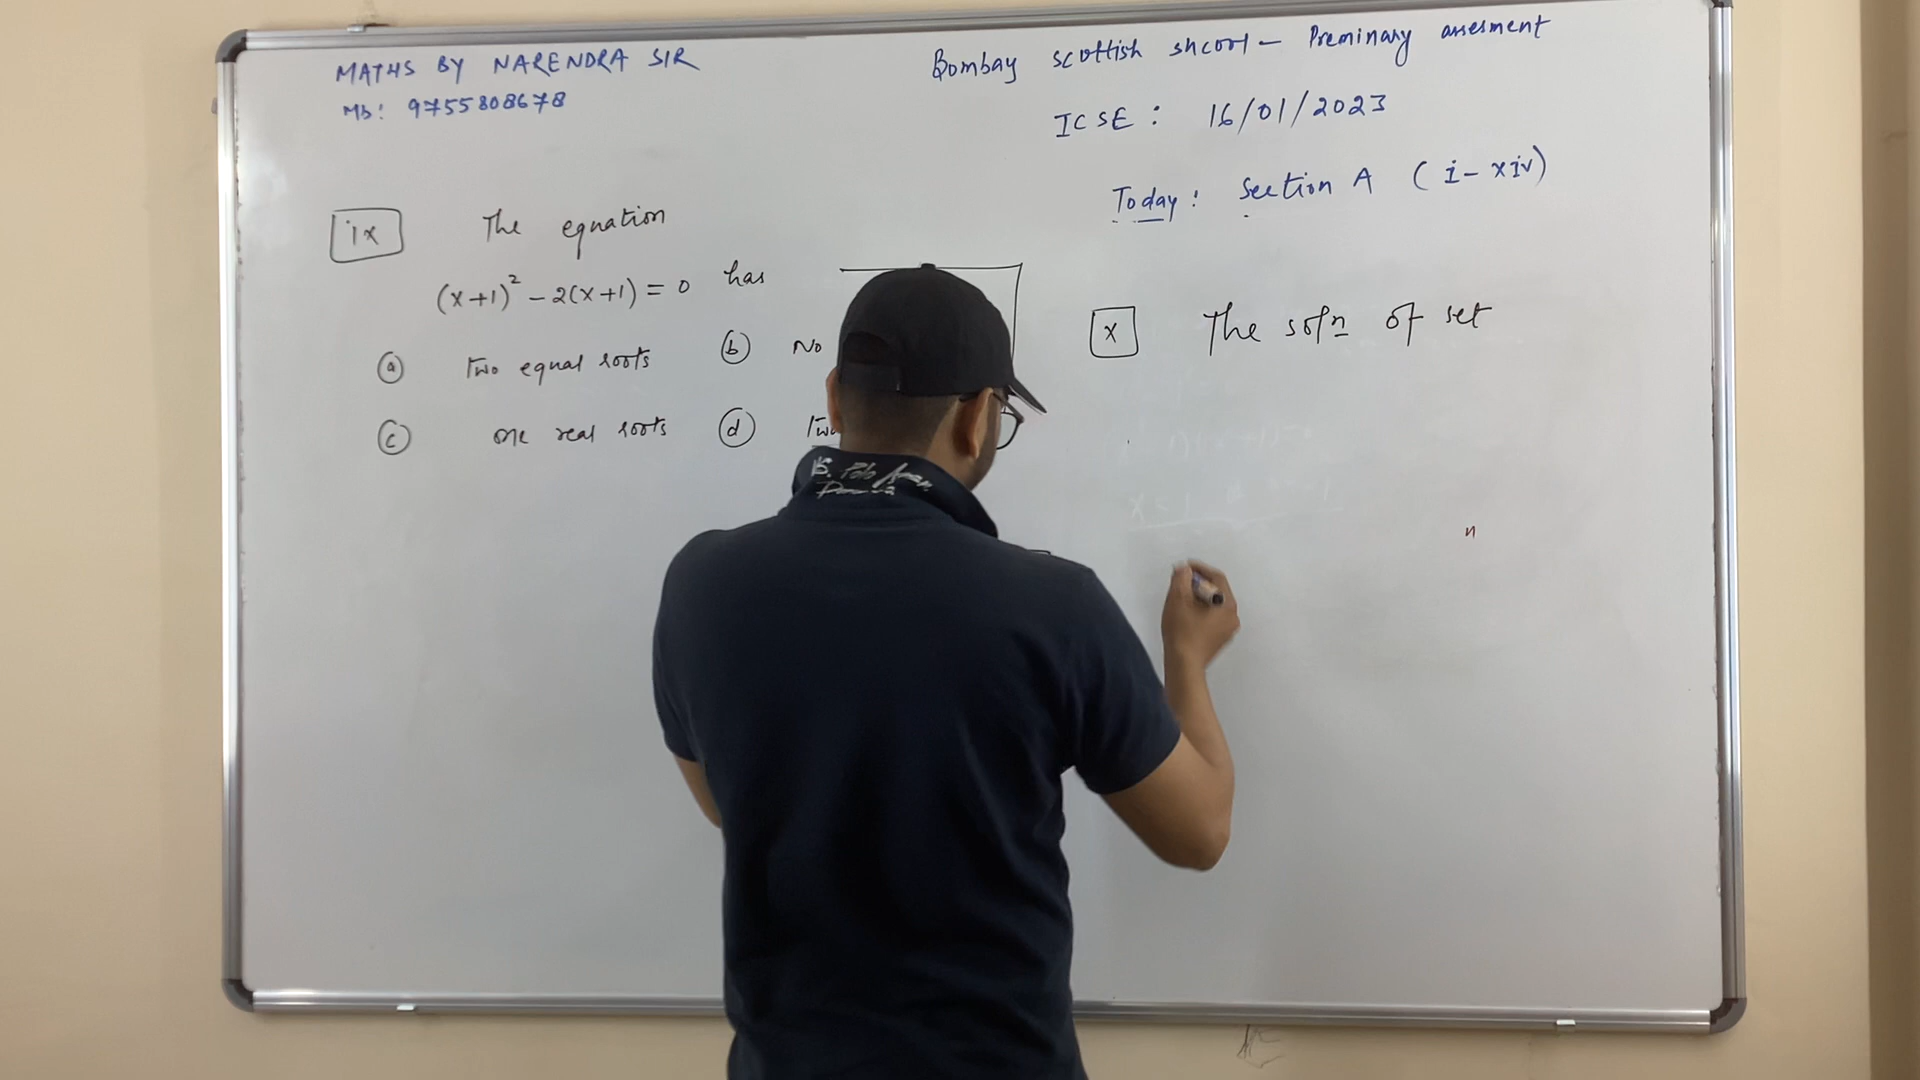 MATHS BY NARENDRA SIR
Mb: 9755808678
Bombay scottish shcool - Preminary assesment
ICSE: 16/01/2023
Today: Section A (i-xiv)
ix The equation
(x+1)² - 2(x+1) = 0 has
(a) two equal roots (b) No
(c) one real roots (d) two
x The soln of set
n